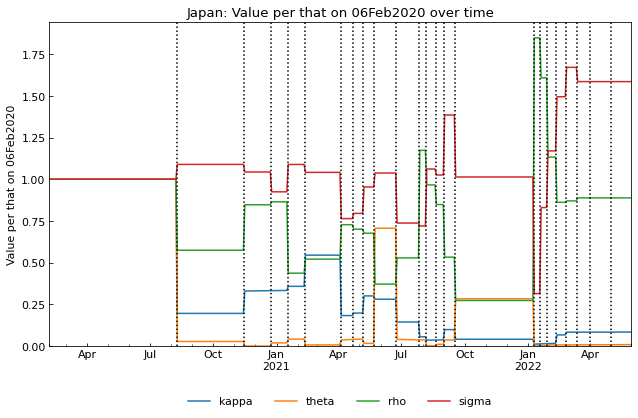 Japan: Value per that on 06Feb2020 over time
Value per that on 06Feb2020
1.75
1.50
1.25
1.00
0.75
0.50
0.25
0.00
Apr Jul Oct Jan Apr Jul Oct Jan Apr
2021 2022
kappa theta rho sigma